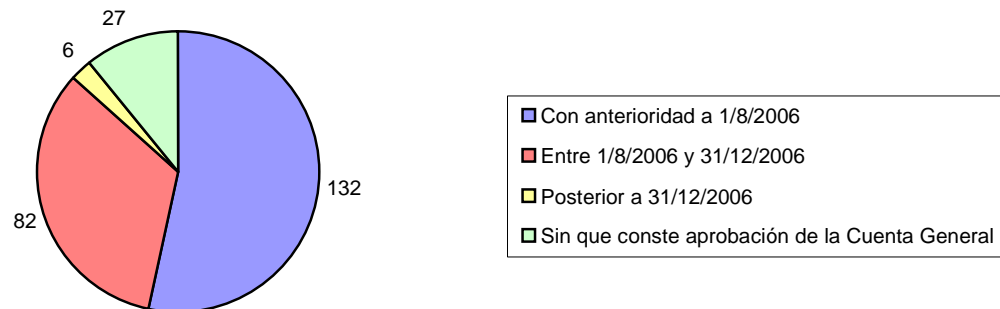 27
6
132
82
Con anterioridad a 1/8/2006
Entre 1/8/2006 y 31/12/2006
Posterior a 31/12/2006
Sin que conste aprobación de la Cuenta General